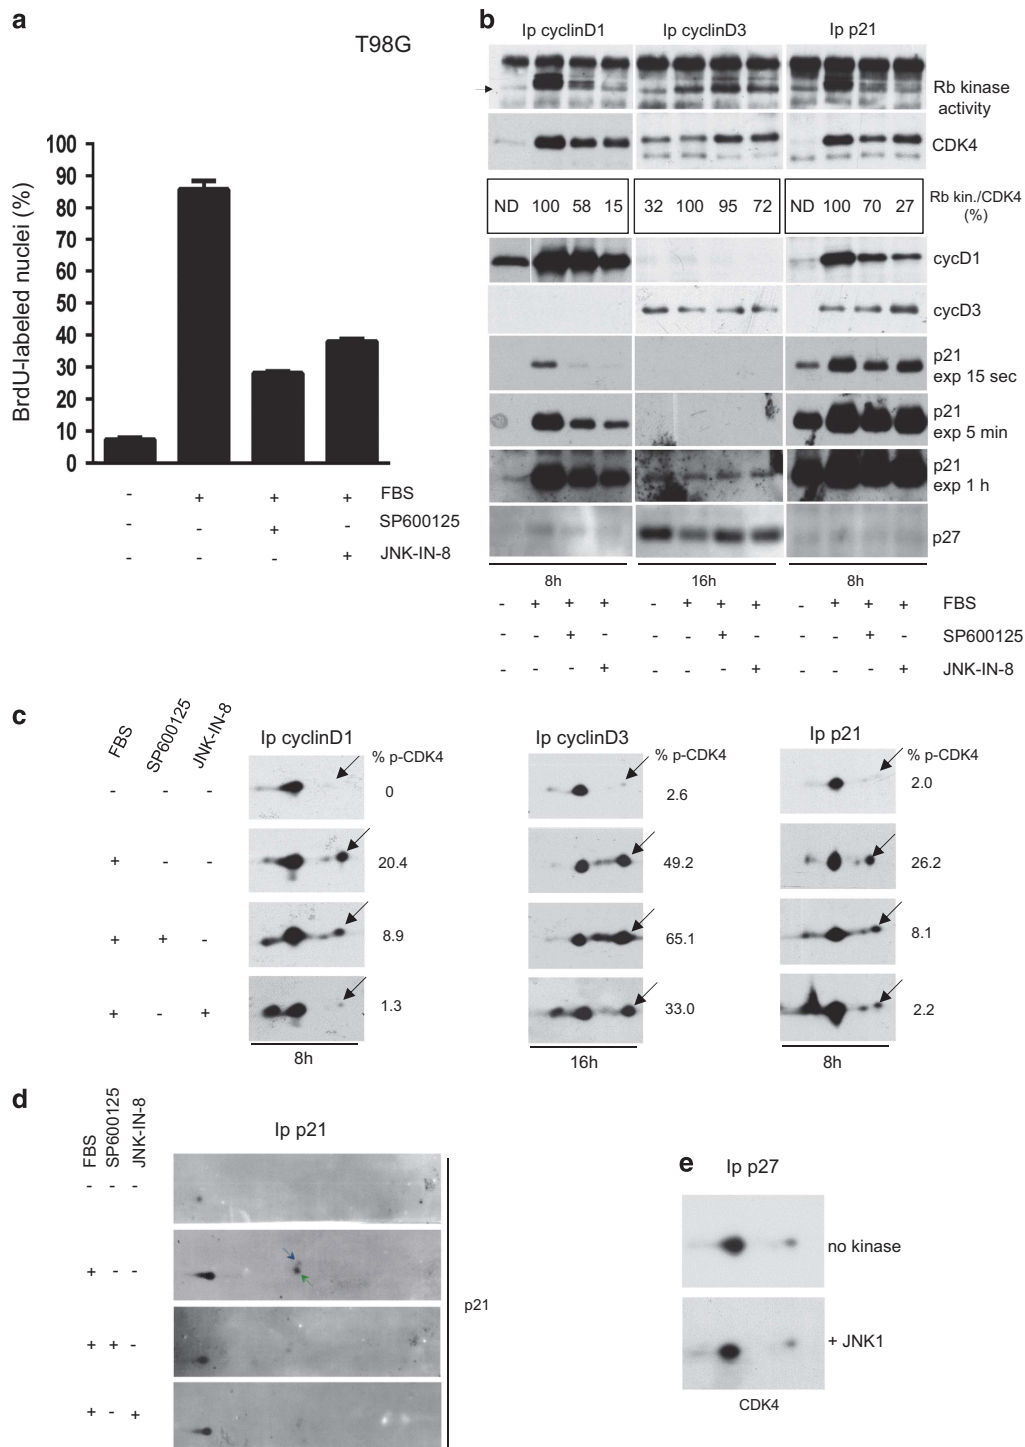 a
T98G
BrdU-labeled nuclei (%)
100
90
80
70
60
50
40
30
20
10
0
- + + + FBS
- - + - SP600125
- - - + JNK-IN-8
b
Ip cyclinD1 Ip cyclinD3 Ip p21
Rb kinase
activity
CDK4
ND 100 58 15 32 100 95 72 ND 100 70 27 Rb kin./CDK4
(%)
cycD1
cycD3
p21
exp 15 sec
p21
exp 5 min
p21
exp 1 h
p27
8h 16h 8h
- + + + - + + + - + + + FBS
- - + - - - + - - - + - SP600125
- - - + - - - + - - - + JNK-IN-8
c
FBS SP600125 JNK-IN-8
Ip cyclinD1 Ip cyclinD3 Ip p21
% p-CDK4 % p-CDK4 % p-CDK4
- - - 0 2.6 2.0
+ - - 20.4 49.2 26.2
+ + - 8.9 65.1 8.1
+ - + 1.3 33.0 2.2
8h 16h 8h
d
FBS SP600125 JNK-IN-8
Ip p21
- - -
+ - -
+ + -
+ - +
p21
e
Ip p27
no kinase
+ JNK1
CDK4